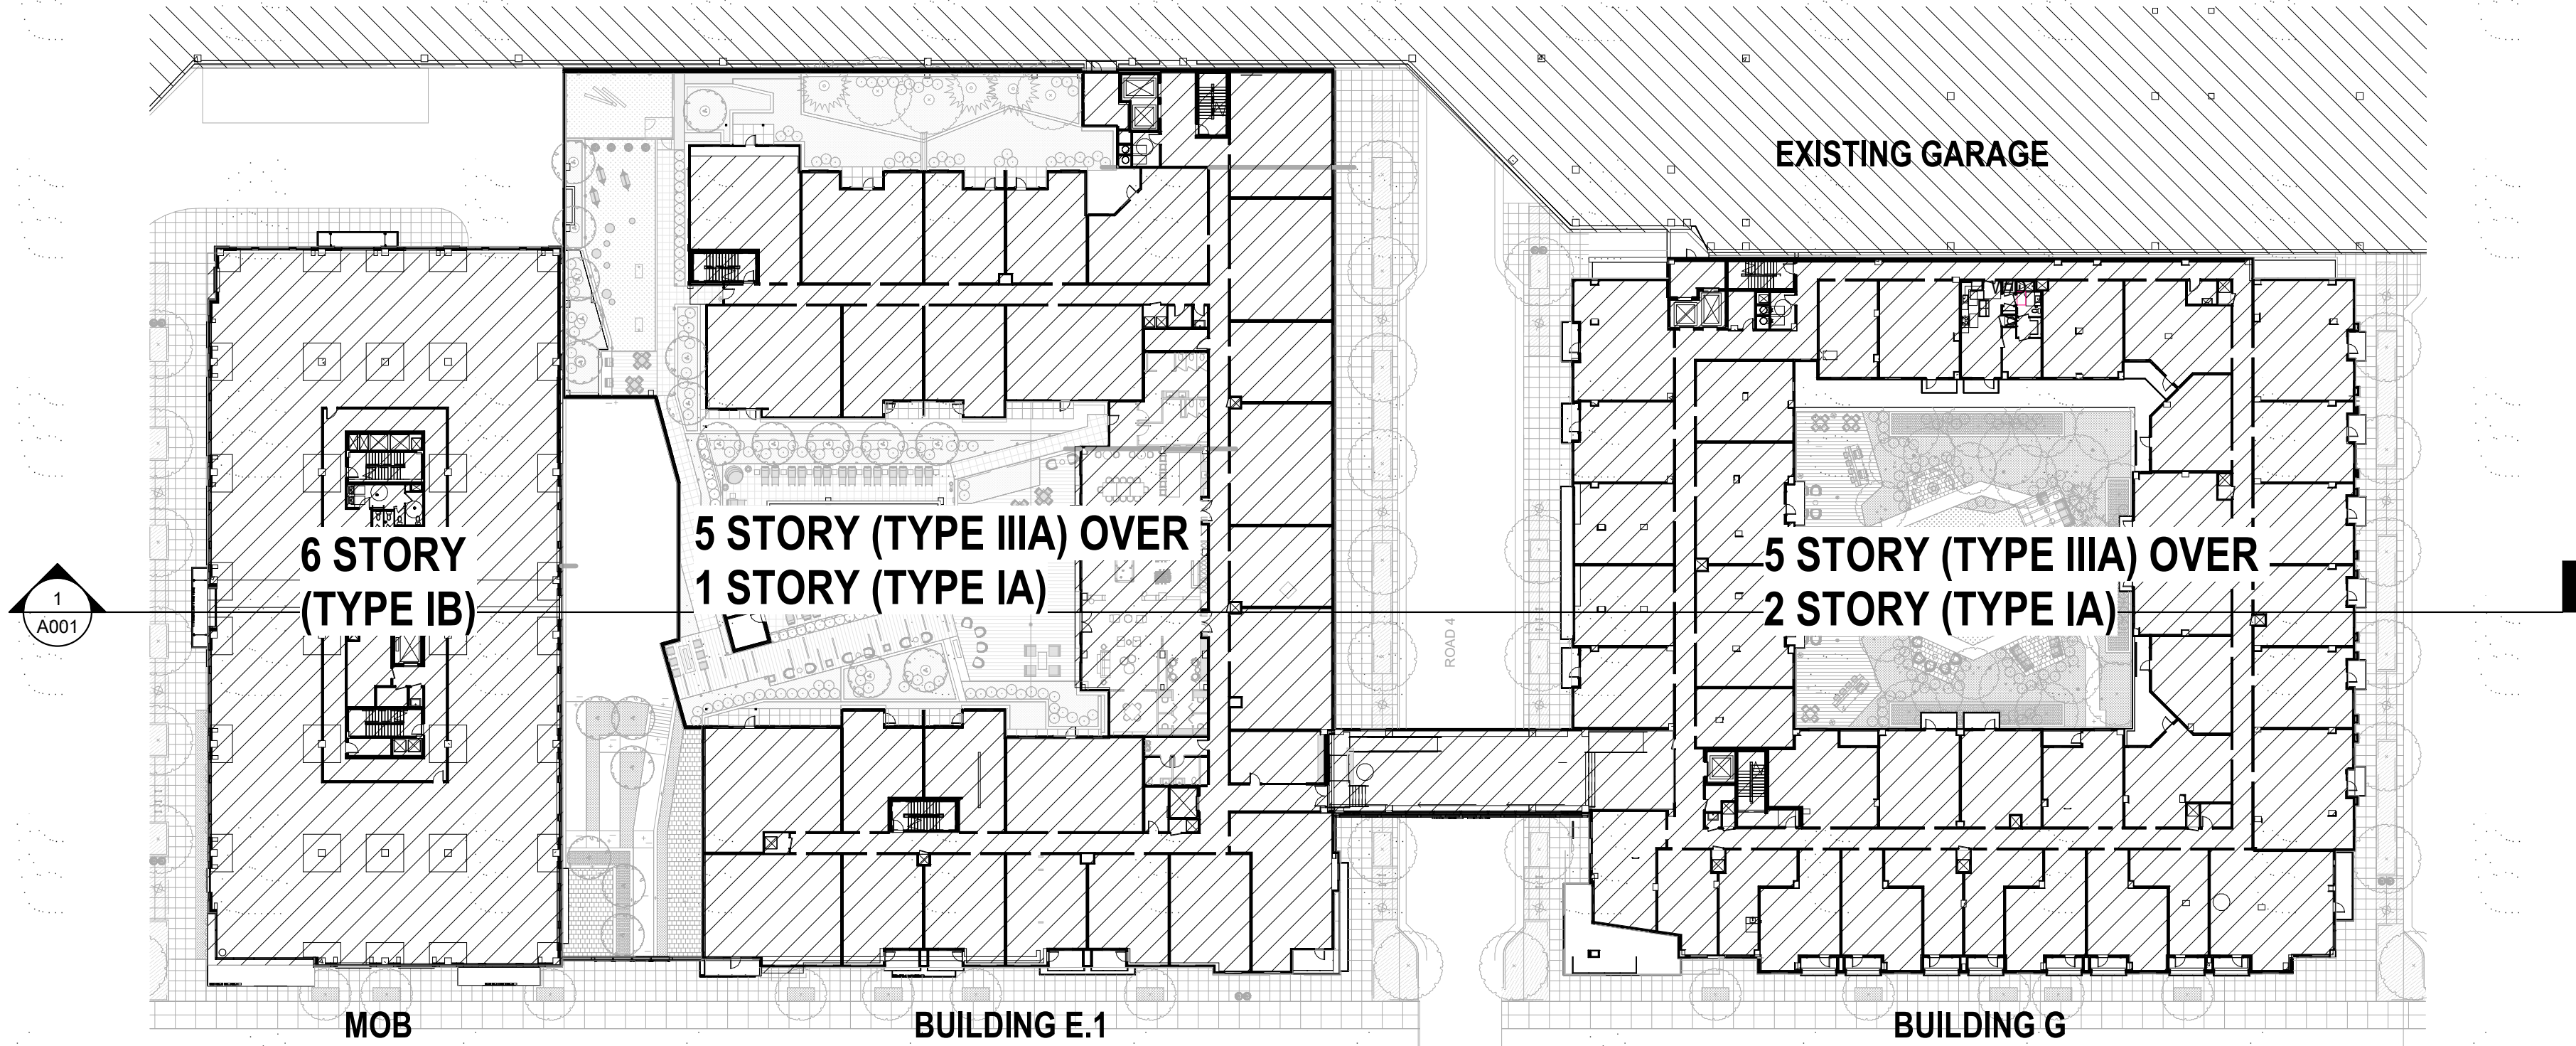 EXISTING GARAGE
6 STORY
(TYPE IB)
5 STORY (TYPE IIIA) OVER
1 STORY (TYPE IA)
5 STORY (TYPE IIIA) OVER
2 STORY (TYPE IA)
1
A001
ROAD 4
MOB
BUILDING E.1
BUILDING G